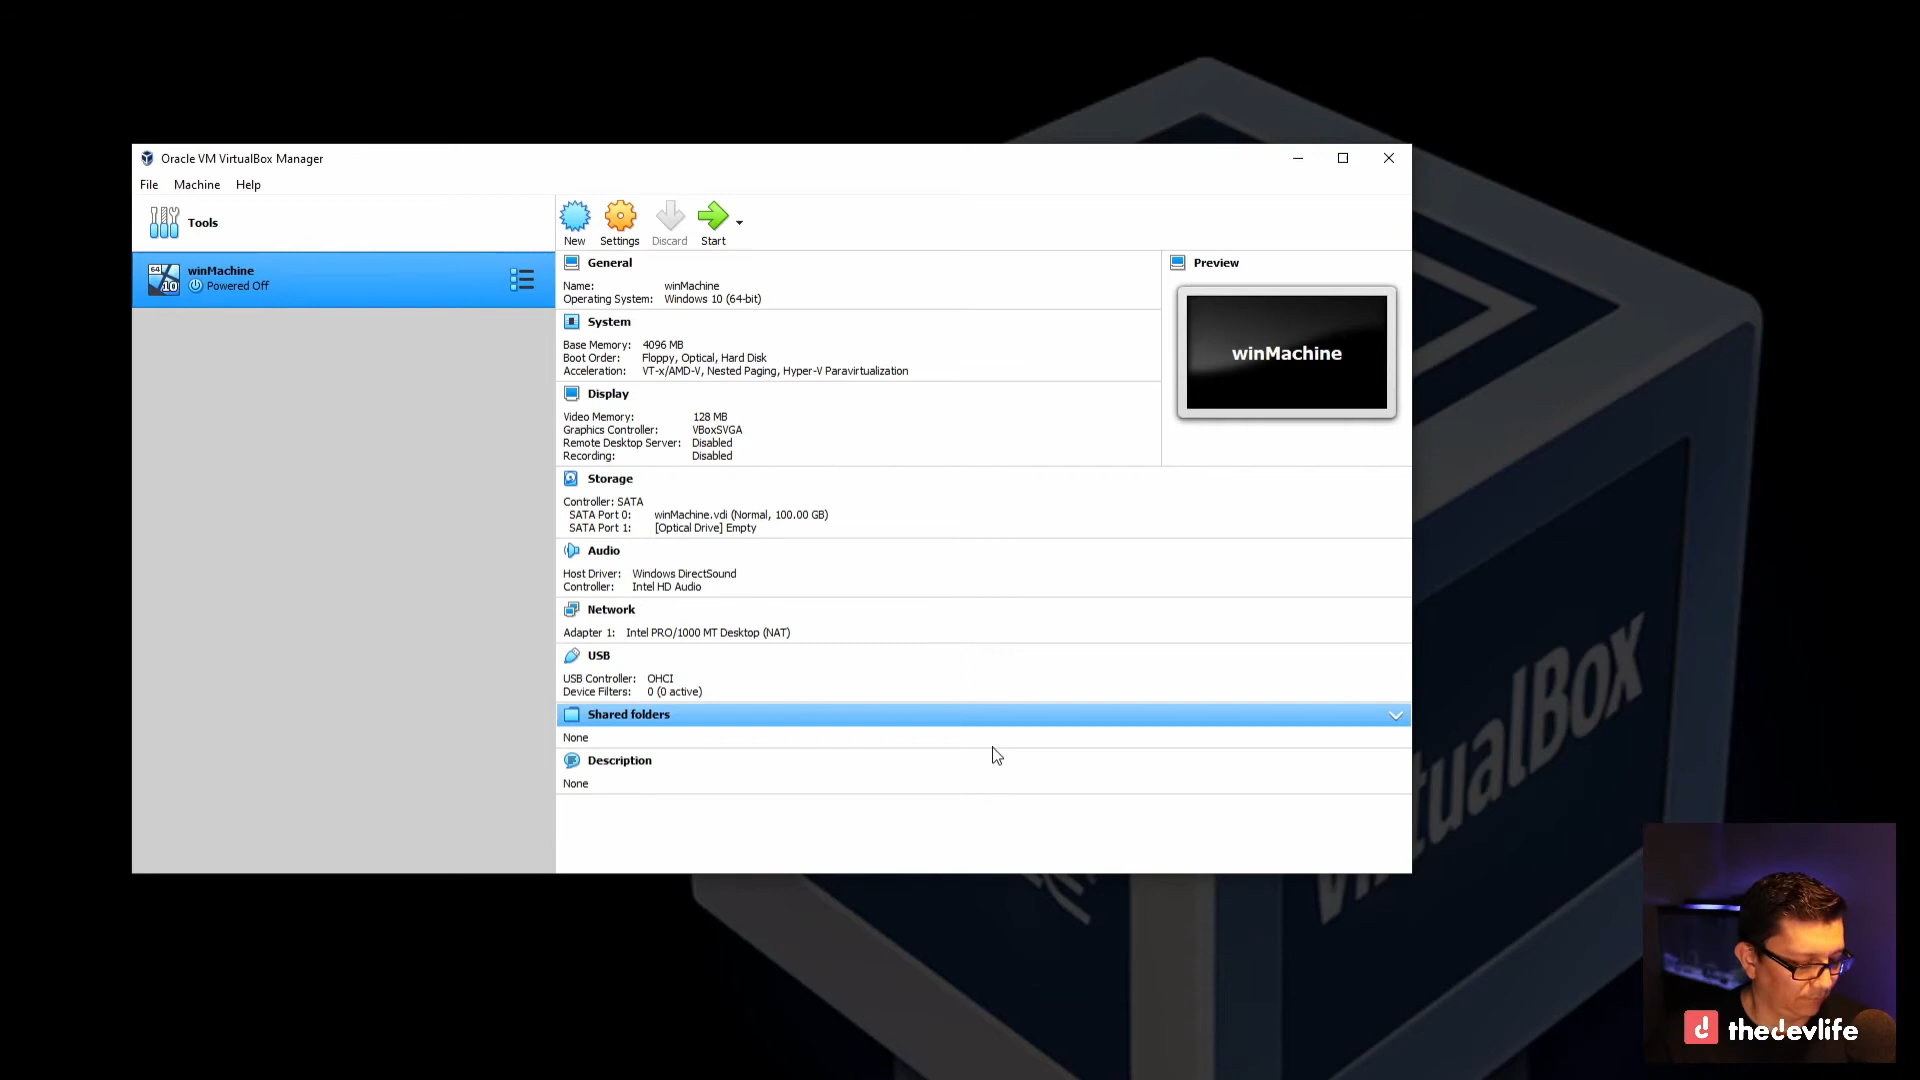 Oracle VM VirtualBox Manager
File Machine Help
Tools
New Settings Discard Start
64
10
winMachine
Powered Off
General
Name: winMachine
Operating System: Windows 10 (64-bit)
System
Base Memory: 4096 MB
Boot Order: Floppy, Optical, Hard Disk
Acceleration: VT-x/AMD-V, Nested Paging, Hyper-V Paravirtualization
Display
Video Memory: 128 MB
Graphics Controller: VBoxSVGA
Remote Desktop Server: Disabled
Recording: Disabled
Preview
winMachine
Storage
Controller: SATA
SATA Port 0: winMachine.vdi (Normal, 100.00 GB)
SATA Port 1: [Optical Drive] Empty
Audio
Host Driver: Windows DirectSound
Controller: Intel HD Audio
Network
Adapter 1: Intel PRO/1000 MT Desktop (NAT)
USB
USB Controller: OHCI
Device Filters: 0 (0 active)
Shared folders
None
Description
None
tualBox
d thedevlife